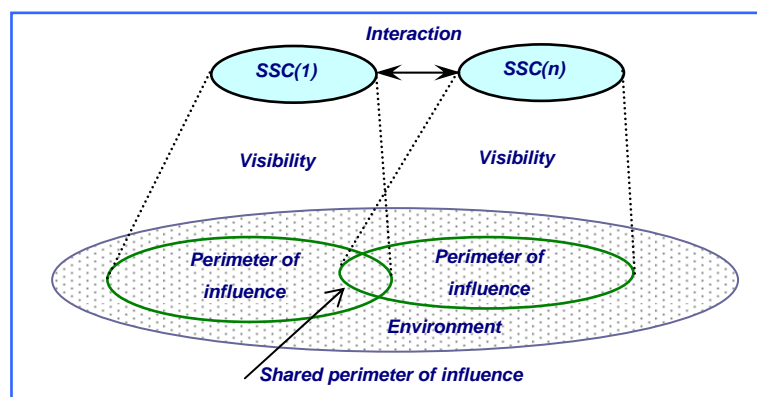 Interaction
SSC(1)
SSC(n)
Visibility
Visibility
Perimeter of
influence
Perimeter of
influence
Environment
Shared perimeter of influence